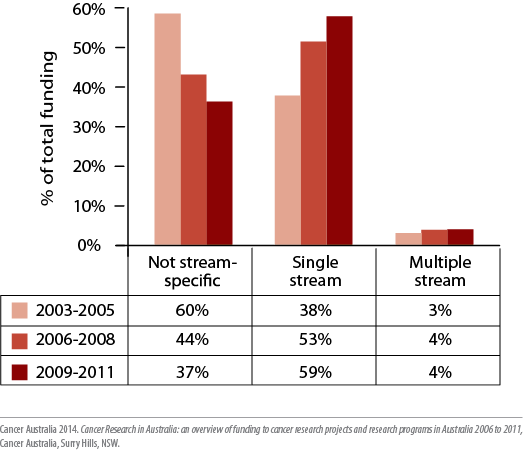 60%
50%
40%
30%
20%
10%
0%
% of total funding
Not stream-
specific
Single
stream
Multiple
stream
2003-2005 60% 38% 3%
2006-2008 44% 53% 4%
2009-2011 37% 59% 4%
Cancer Australia 2014. Cancer Research in Australia: an overview of funding to cancer research projects and research programs in Australia 2006 to 2011,
Cancer Australia, Surry Hills, NSW.